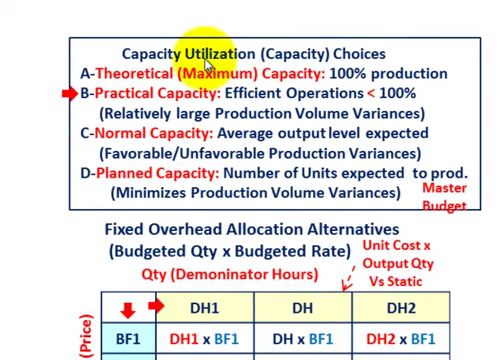 Capacity Utilization (Capacity) Choices
A-Theoretical (Maximum) Capacity: 100% production
B-Practical Capacity: Efficient Operations < 100%
(Relatively large Production Volume Variances)
C-Normal Capacity: Average output level expected
(Favorable/Unfavorable Production Variances)
D-Planned Capacity: Number of Units expected to prod.
(Minimizes Production Volume Variances)
Master
Budget
Fixed Overhead Allocation Alternatives
(Budgeted Qty x Budgeted Rate)
Unit Cost x
Output Qty
Vs Static
Qty (Demoninator Hours)
DH1 DH DH2
(Price)
BF1 DH1 x BF1 DH x BF1 DH2 x BF1